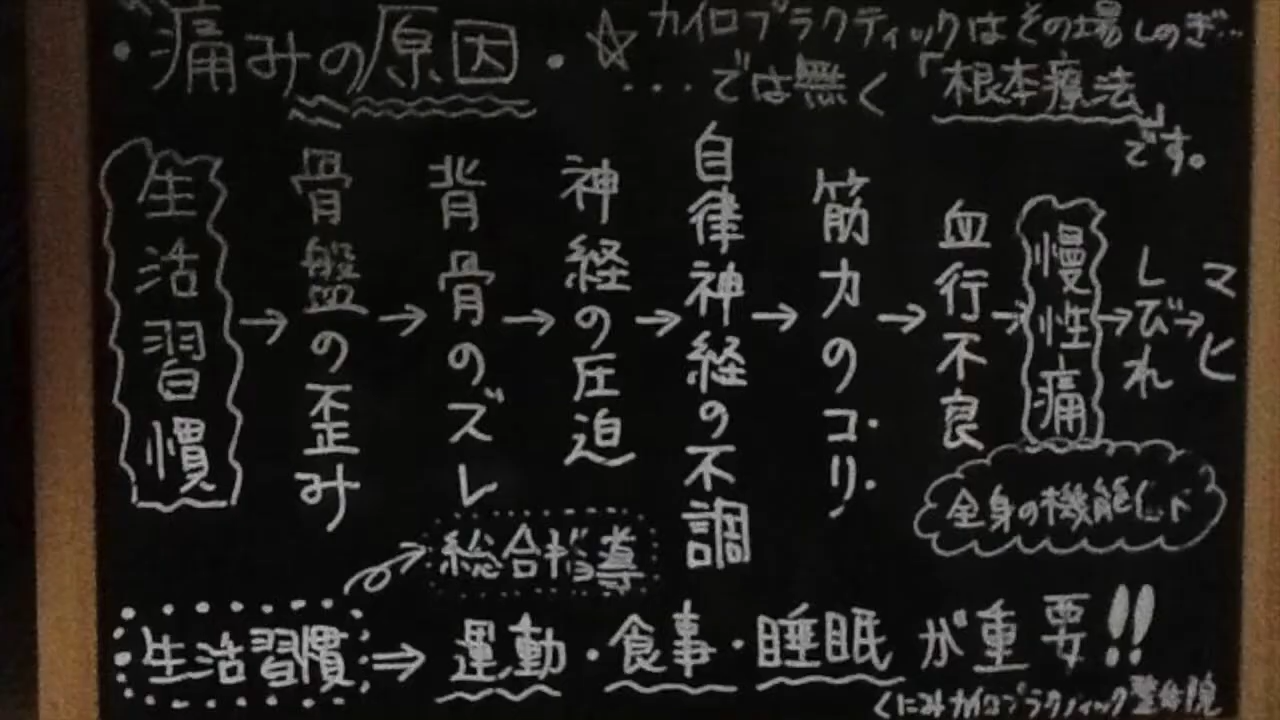 ・痛みの原因・
☆カイロプラクティックはその場しのぎ…
…では無く「根本療法」
です。
生活習慣
→
骨盤の歪み
→
背骨のズレ
→
神経の圧迫
→
自律神経の不調
→
筋力のコリ
→
血行不良
→
慢性痛
→
しびれ
→
マヒ
全身の機能低下
総合指導
生活習慣⇒運動・食事・睡眠が重要!!
くにみカイロプラクティック整体院